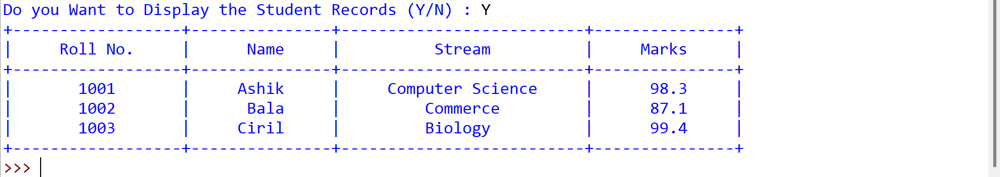 Do you Want to Display the Student Records (Y/N) : Y
+------------------+---------------+--------------------------+---------------+
|     Roll No.     |      Name     |          Stream          |     Marks     |
+------------------+---------------+--------------------------+---------------+
|       1001       |     Ashik     |     Computer Science     |      98.3     |
|       1002       |      Bala     |         Commerce         |      87.1     |
|       1003       |     Ciril     |         Biology          |      99.4     |
+------------------+---------------+--------------------------+---------------+
>>>